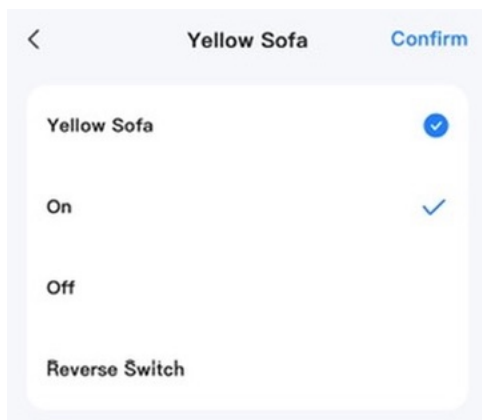 Yellow Sofa Confirm
Yellow Sofa
On
Off
Reverse Switch